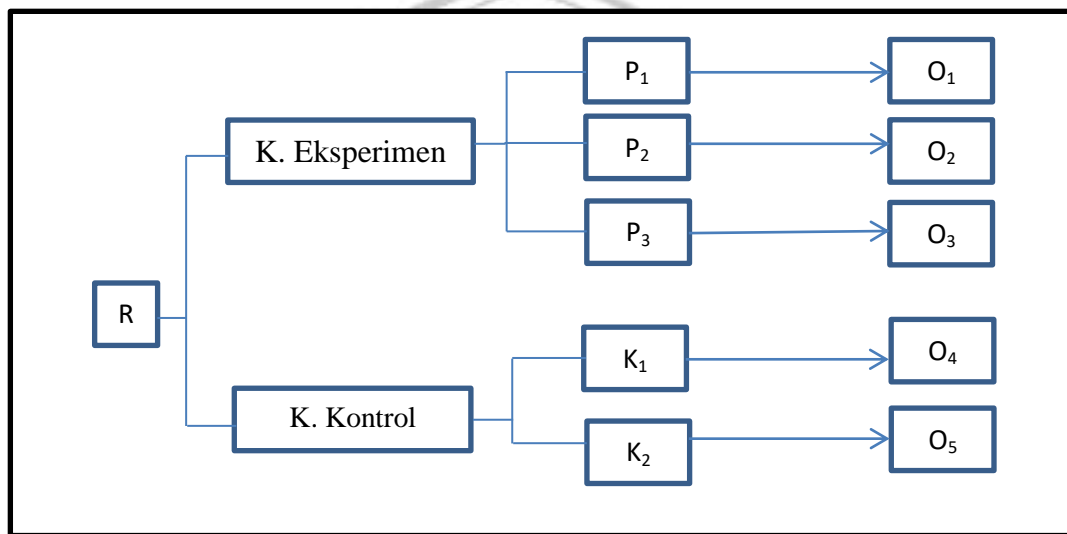 P₁
O₁
K. Eksperimen
P₂
O₂
P₃
O₃
R
K₁
O₄
K. Kontrol
K₂
O₅